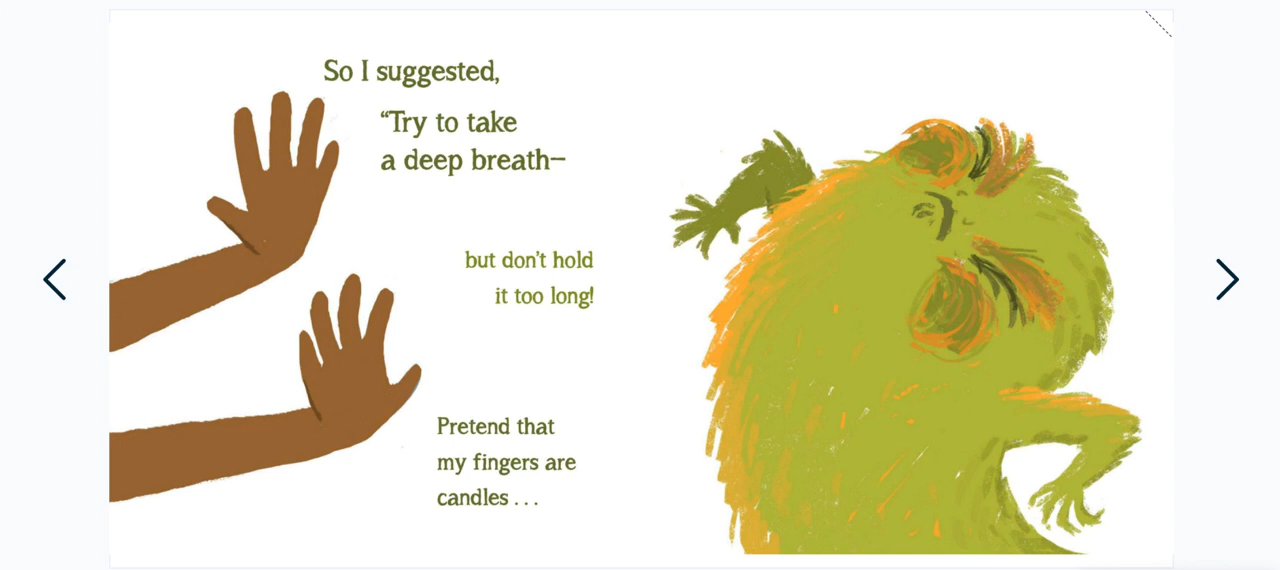 So I suggested,
“Try to take
a deep breath—
but don’t hold
it too long!
Pretend that
my fingers are
candles . . .